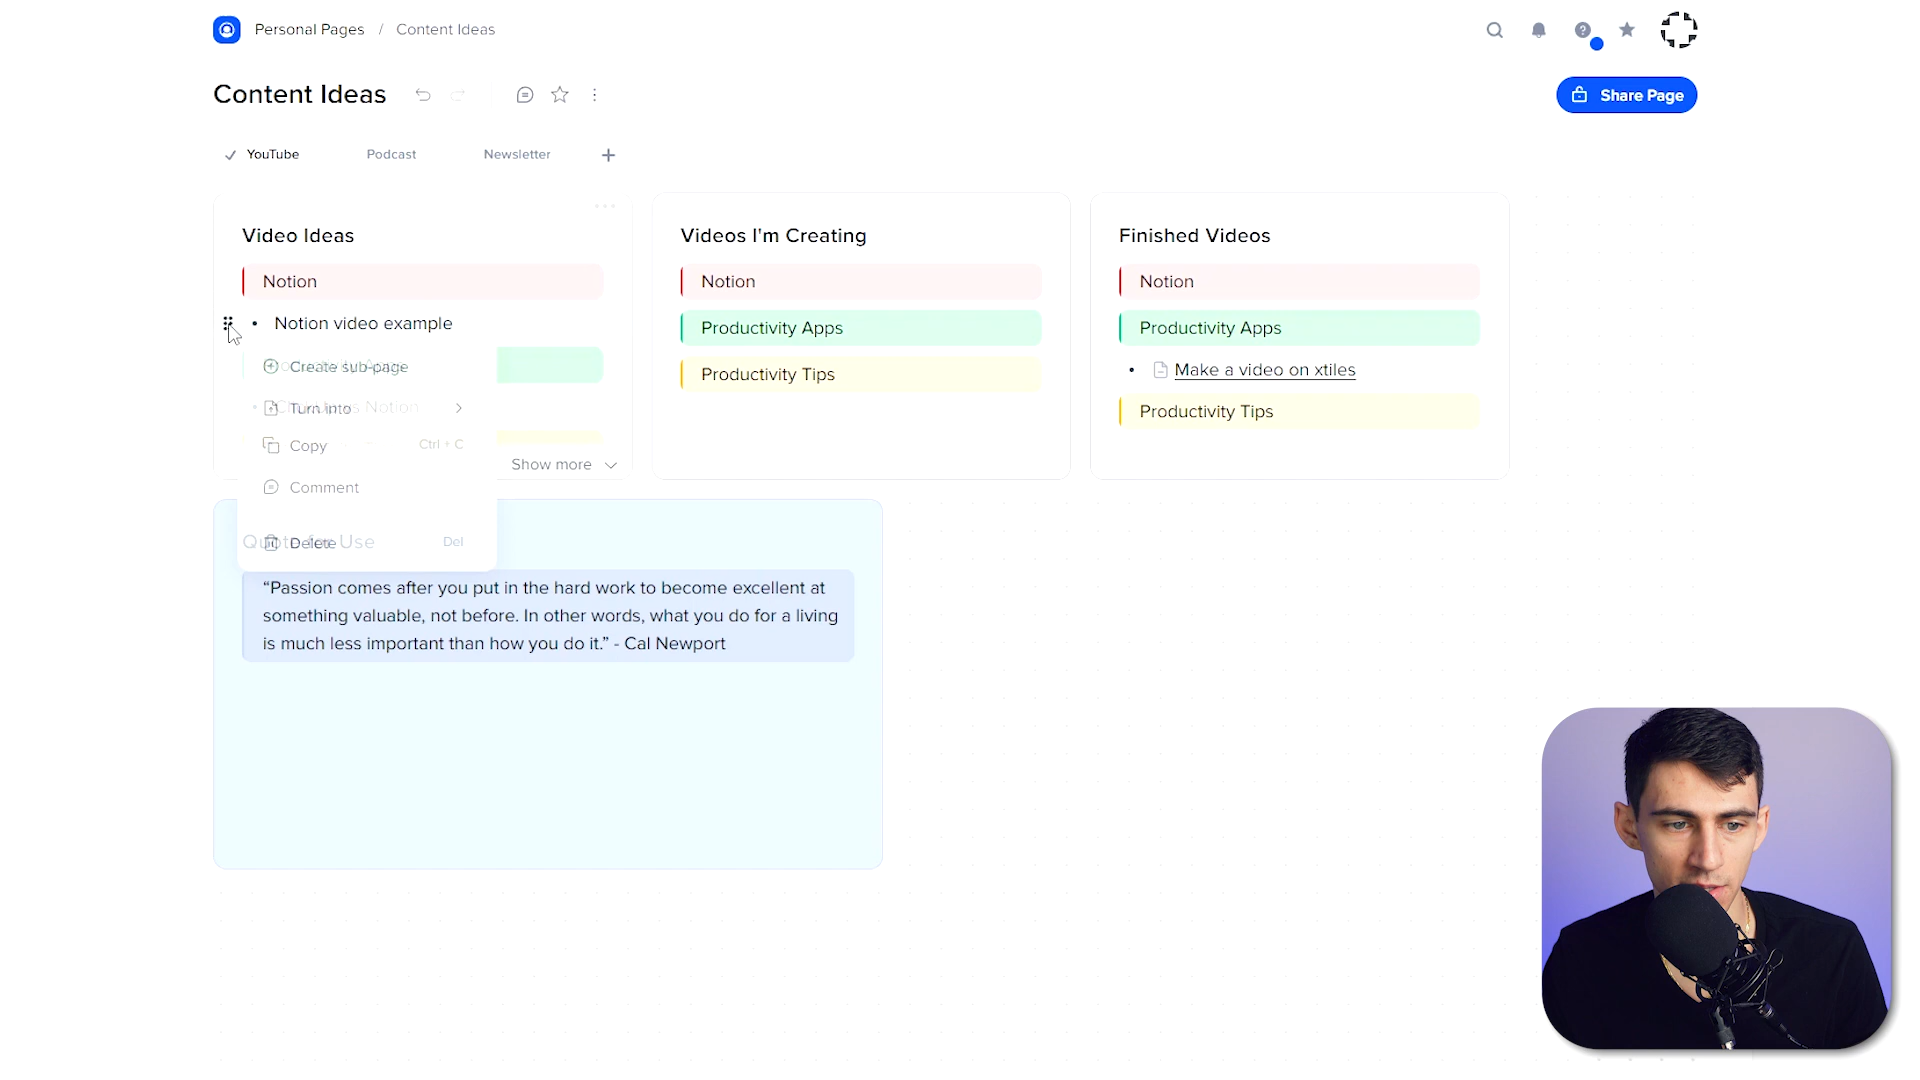 Personal Pages / Content Ideas
Content Ideas
Share Page
YouTube
Podcast
Newsletter
Video Ideas
Notion
• Notion video example
Create sub-page
Turn into
Notion
Copy Ctrl + C
Comment
Delete Del
Show more
Videos I'm Creating
Notion
Productivity Apps
Productivity Tips
Finished Videos
Notion
Productivity Apps
• Make a video on xtiles
Productivity Tips
Quote for Use
“Passion comes after you put in the hard work to become excellent at
something valuable, not before. In other words, what you do for a living
is much less important than how you do it.” - Cal Newport